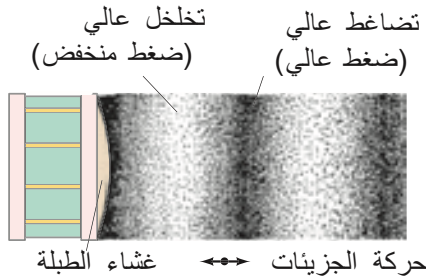 تضاغط عالي
(ضغط عالي)
تخلخل عالي
(ضغط منخفض)
حركة الجزيئات
غشاء الطبلة